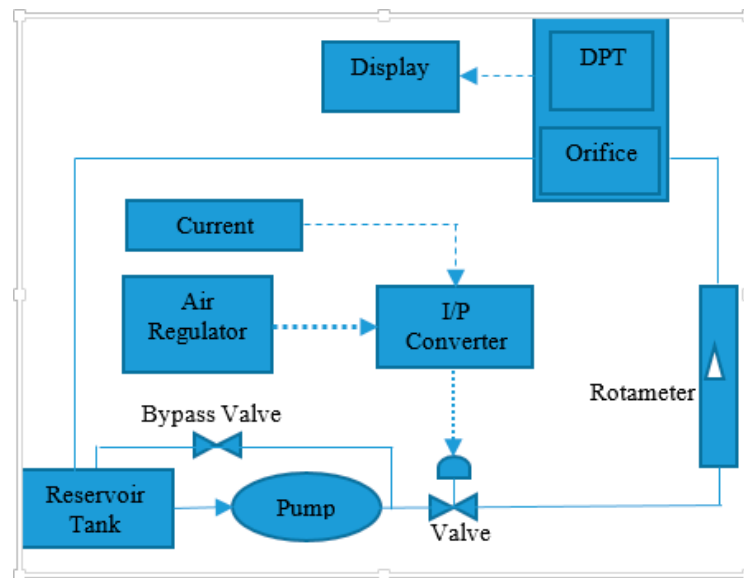 Display
DPT
Orifice
Current
Air
Regulator
I/P
Converter
Rotameter
Bypass Valve
Reservoir
Tank
Pump
Valve